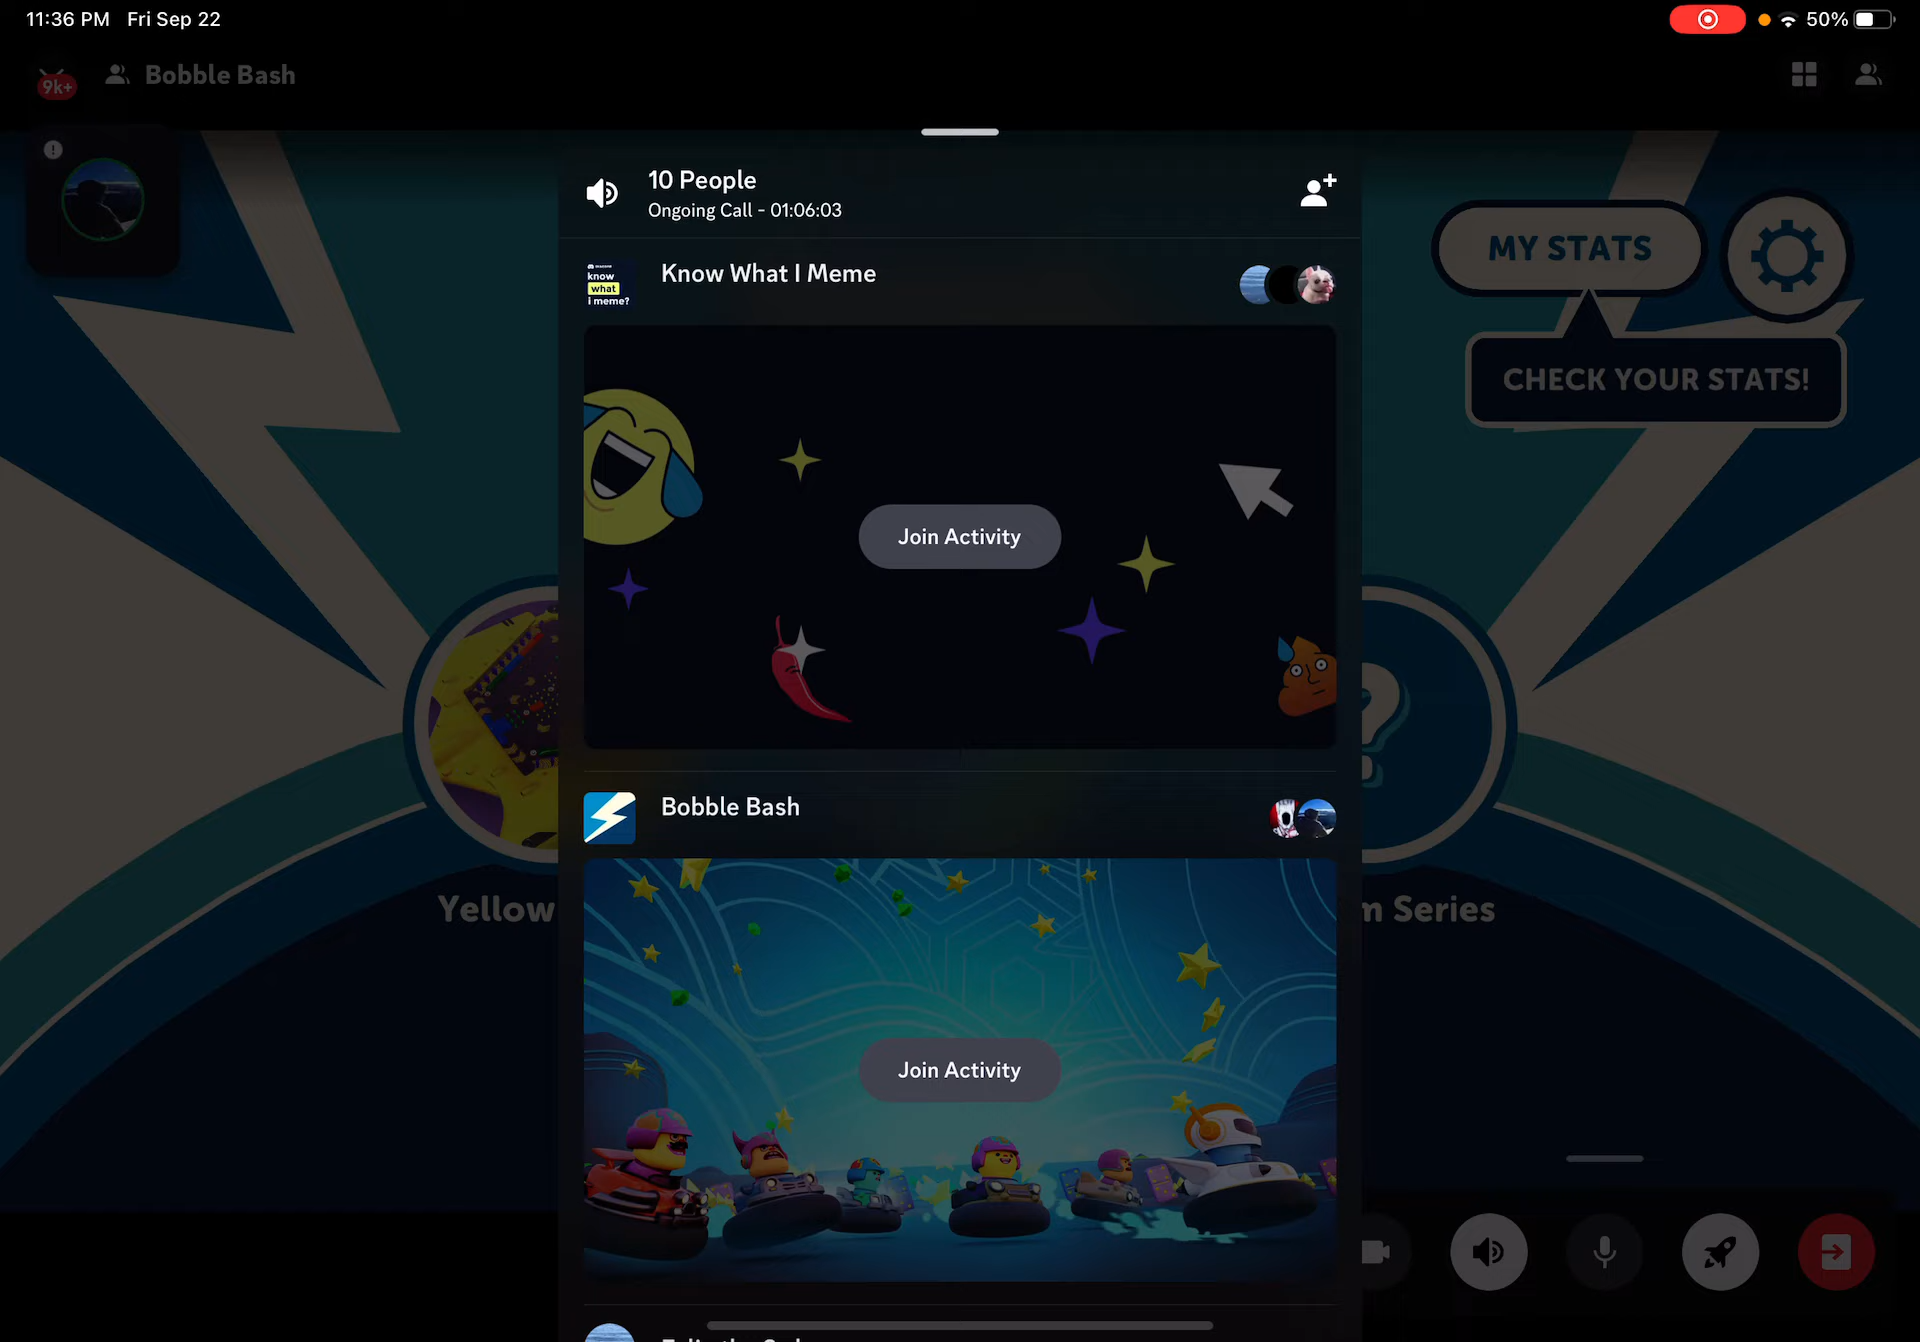 11:36 PM Fri Sep 22
50%
9k+
Bobble Bash
10 People
Ongoing Call - 01:06:03
MY STATS
CHECK YOUR STATS!
know
what
i meme?
Know What I Meme
Join Activity
Bobble Bash
Yellow
m Series
Join Activity